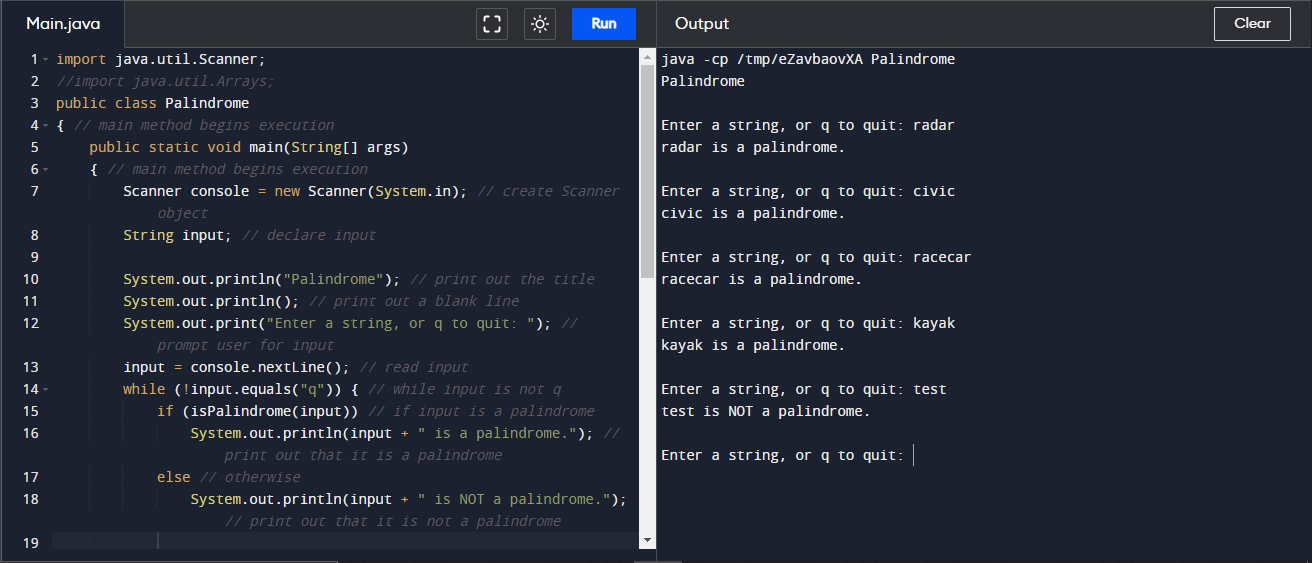 Main.java
Run
Output
Clear
1 import java.util.Scanner;
2 //import java.util.Arrays;
3 public class Palindrome
4 { // main method begins execution
5 public static void main(String[] args)
6 { // main method begins execution
7 Scanner console = new Scanner(System.in); // create Scanner
object
8 String input; // declare input
9
10 System.out.println("Palindrome"); // print out the title
11 System.out.println(); // print out a blank line
12 System.out.print("Enter a string, or q to quit: "); //
prompt user for input
13 input = console.nextLine(); // read input
14 while (!input.equals("q")) { // while input is not q
15 if (isPalindrome(input)) // if input is a palindrome
16 System.out.println(input + " is a palindrome."); //
print out that it is a palindrome
17 else // otherwise
18 System.out.println(input + " is NOT a palindrome.");
// print out that it is not a palindrome
19
java -cp /tmp/eZavbaovXA Palindrome
Palindrome
Enter a string, or q to quit: radar
radar is a palindrome.
Enter a string, or q to quit: civic
civic is a palindrome.
Enter a string, or q to quit: racecar
racecar is a palindrome.
Enter a string, or q to quit: kayak
kayak is a palindrome.
Enter a string, or q to quit: test
test is NOT a palindrome.
Enter a string, or q to quit: